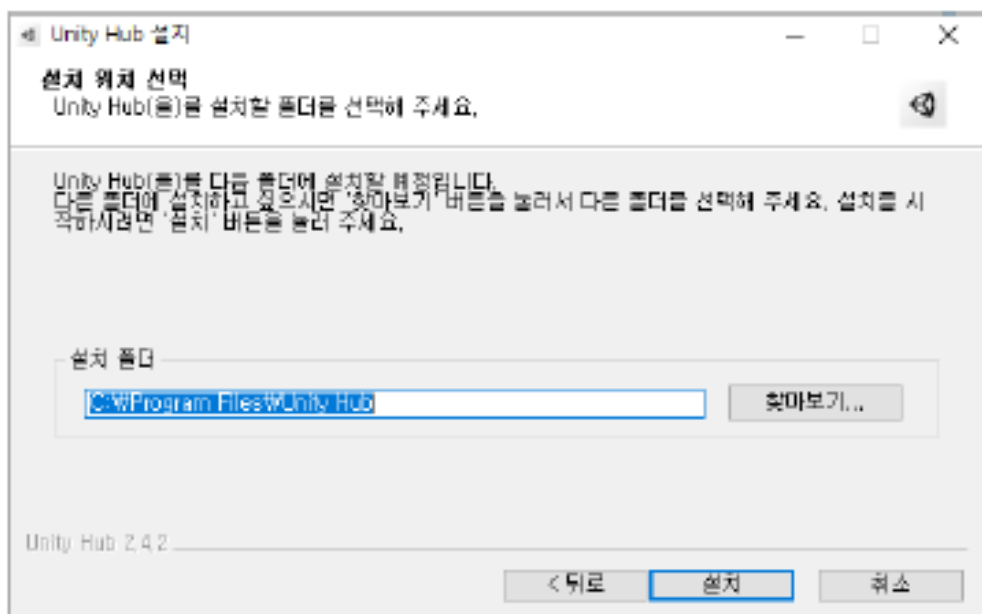 Unity Hub 설치
설치 위치 선택
Unity Hub(을)를 설치할 폴더를 선택해 주세요.
Unity Hub(을)를 다음 폴더에 설치할 예정입니다.
다른 폴더에 설치하고 싶으시면 '찾아보기' 버튼을 눌러서 다른 폴더를 선택해 주세요. 설치를 시
작하시려면 '설치' 버튼을 눌러 주세요.
설치 폴더
C:₩Program Files₩Unity Hub
찾아보기...
Unity Hub 2.4.2
< 뒤로
설치
취소